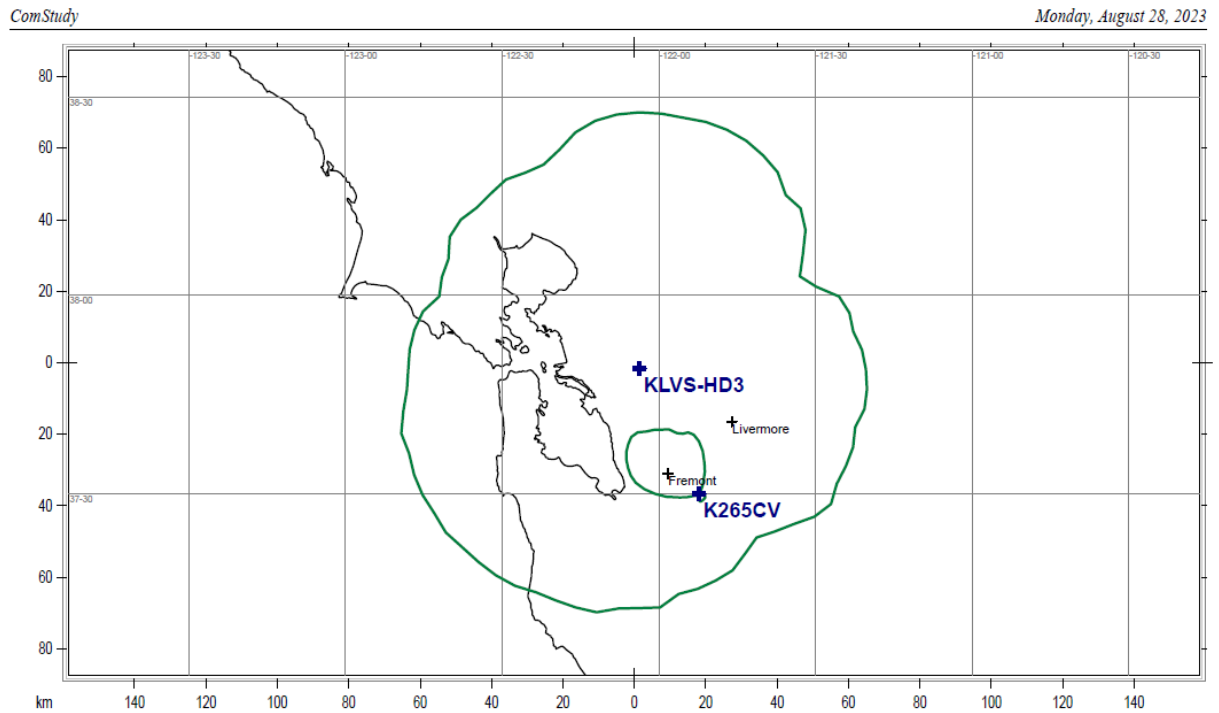 ComStudy Monday, August 28, 2023
-123-30 -123-00 -122-30 -122-00 -121-30 -121-00 -120-30
80
38-30
60
40
20
38-00
0
KLVS-HD3
20
Livermore
Fremont
37-30
40
K265CV
60
80
km 140 120 100 80 60 40 20 0 20 40 60 80 100 120 140